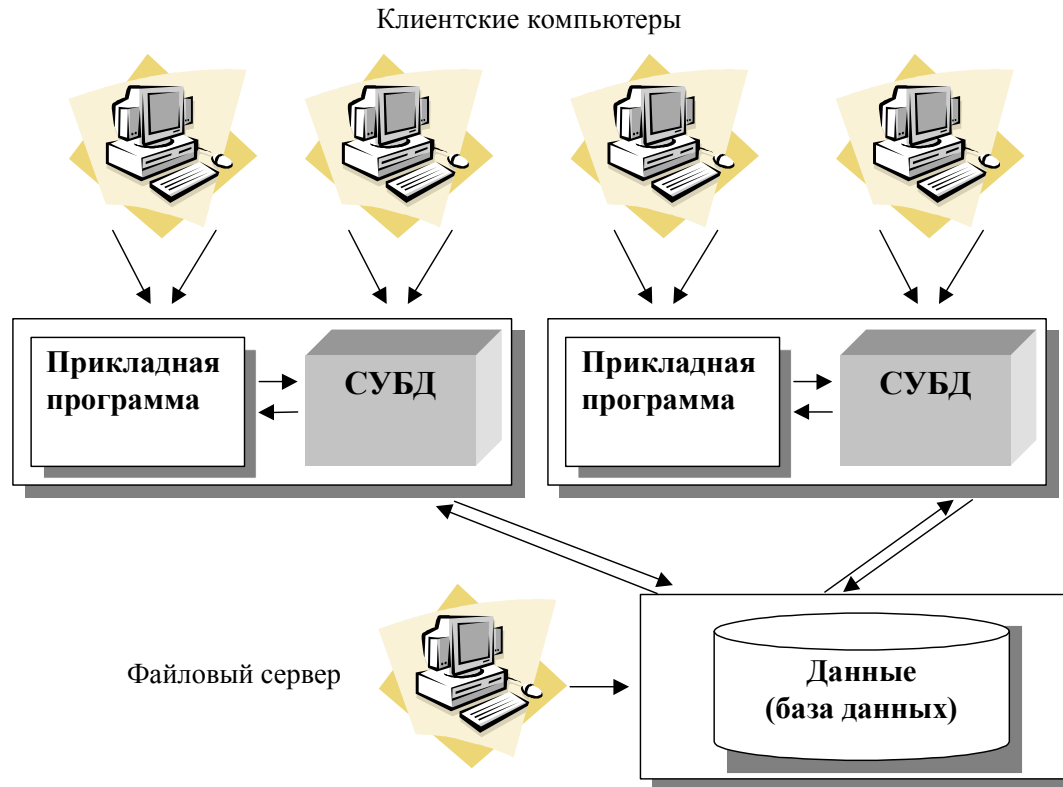 Клиентские компьютеры
Прикладная
программа
СУБД
Прикладная
программа
СУБД
Файловый сервер
Данные
(база данных)